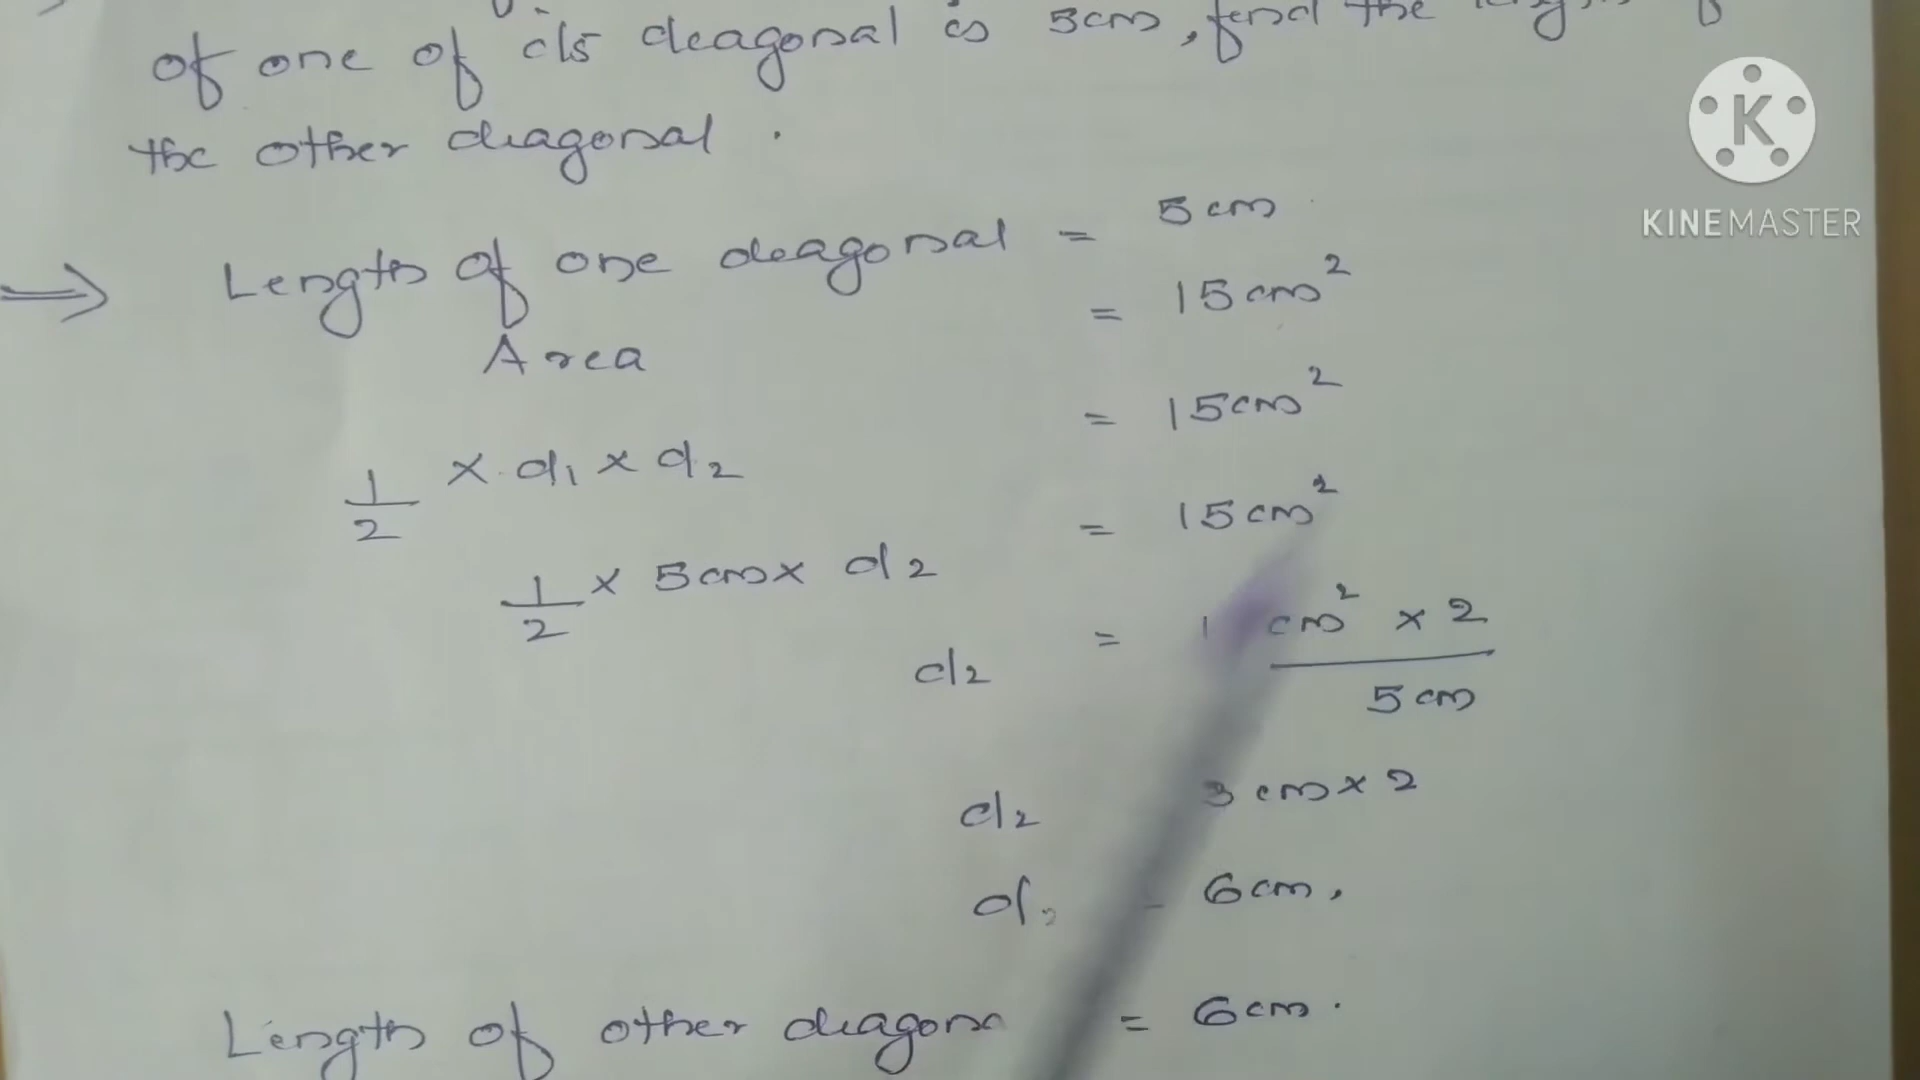 of one of its diagonal is 5cm, find the length of
the other diagonal.
Length of one diagonal = 5cm
Area = 15cm²
1/2 × d1 × d2 = 15cm²
1/2 × 5cm × d2 = 15cm²
d2 = cm² × 2 / 5cm
d2 3cm × 2
d2 = 6cm.
Length of other diagona = 6cm.
KINEMASTER